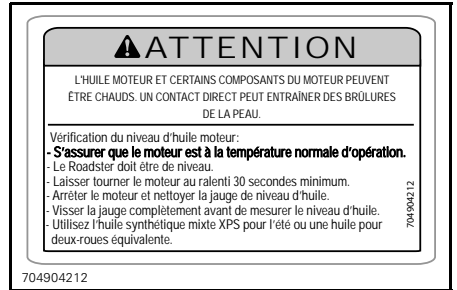 ATTENTION
L'HUILE MOTEUR ET CERTAINS COMPOSANTS DU MOTEUR PEUVENT
ÊTRE CHAUDS. UN CONTACT DIRECT PEUT ENTRAÎNER DES BRÛLURES
DE LA PEAU.
Vérification du niveau d'huile moteur:
- S'assurer que le moteur est à la température normale d'opération.
- Le Roadster doit être de niveau.
- Laisser tourner le moteur au ralenti 30 secondes minimum.
- Arrêter le moteur et nettoyer la jauge de niveau d'huile.
- Visser la jauge complètement avant de mesurer le niveau d'huile.
- Utilisez l'huile synthétique mixte XPS pour l'été ou une huile pour
deux-roues équivalente.
704904212
704904212